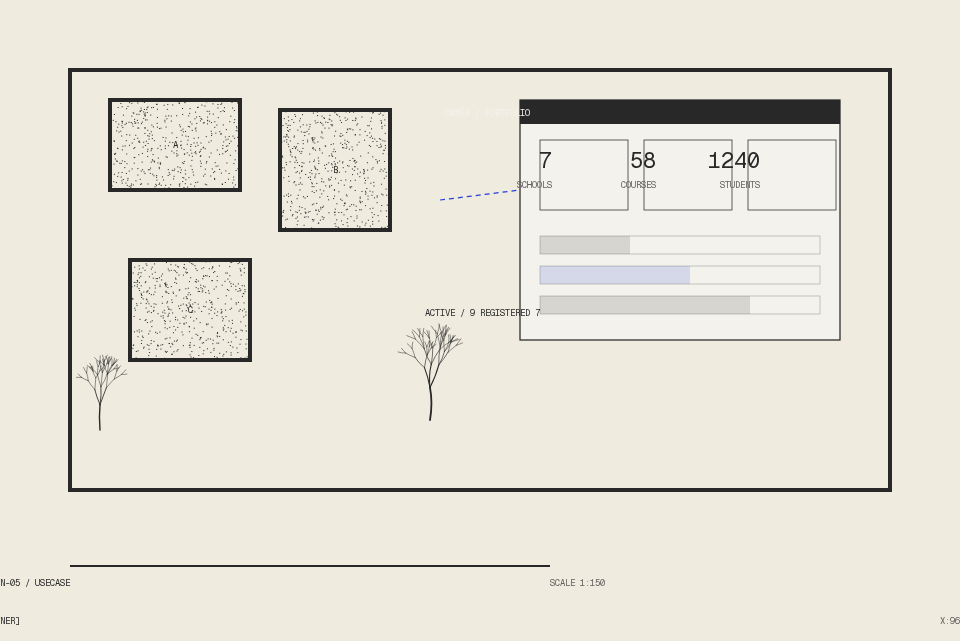 A
B
C
7
58
1240
SCHOOLS
COURSES
STUDENTS
ACTIVE / 9 REGISTERED 7
N-05 / USECASE
SCALE 1:150
NER]
X:96